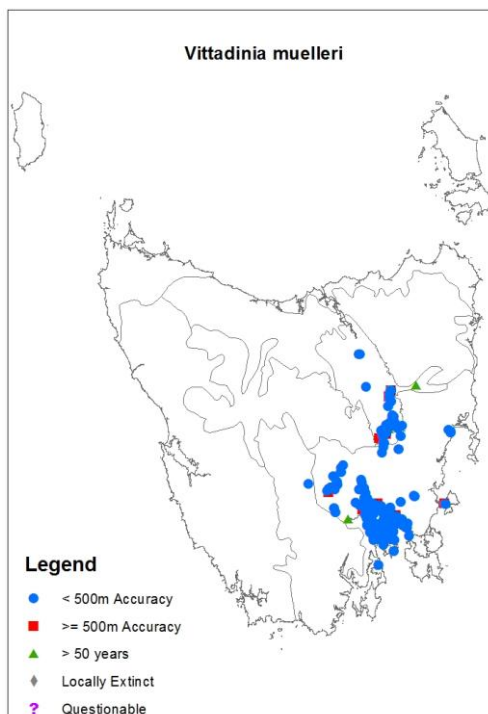 Vittadinia muelleri
Legend
< 500m Accuracy
>= 500m Accuracy
> 50 years
Locally Extinct
? Questionable